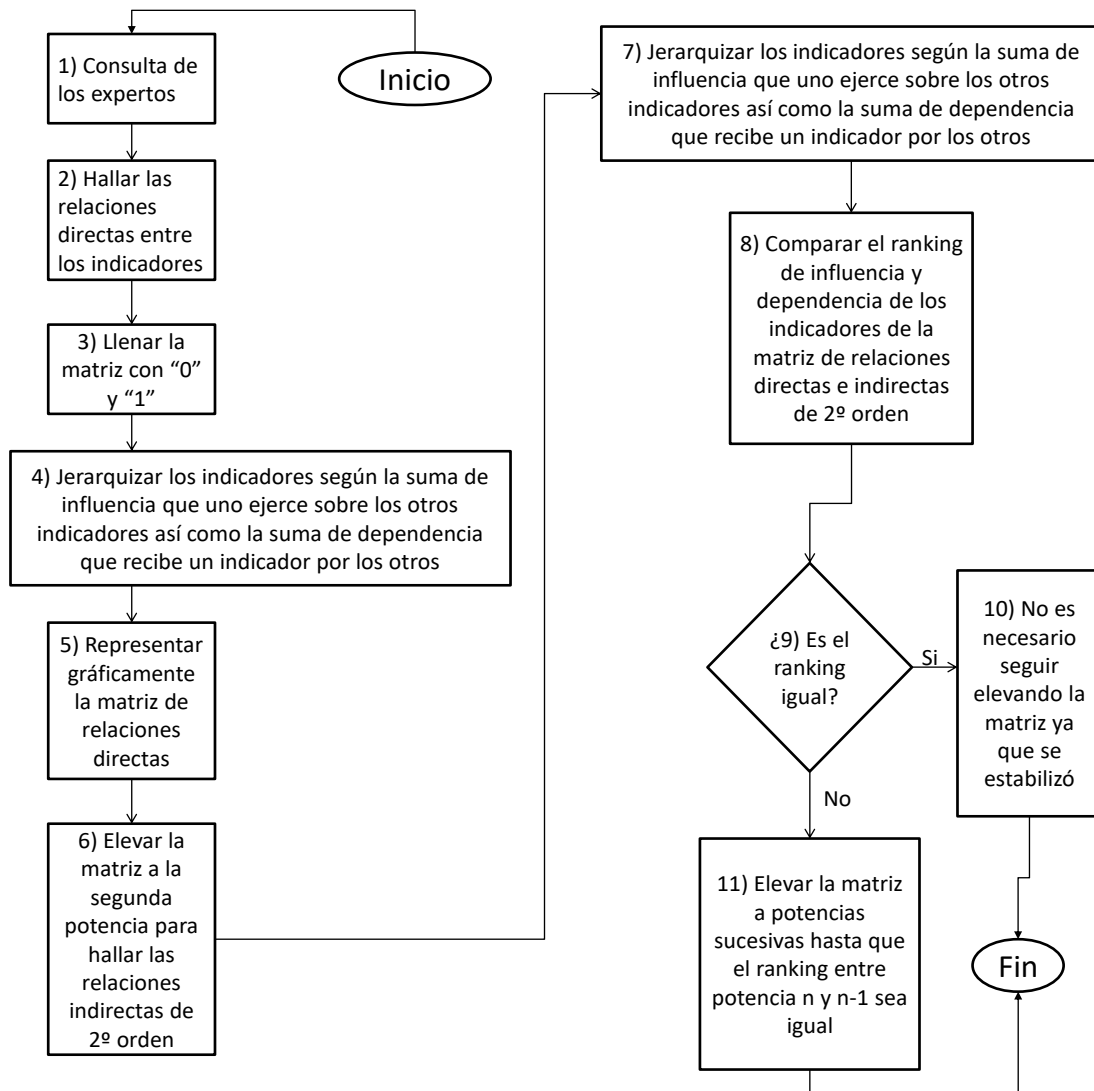 Inicio
1) Consulta de
los expertos
2) Hallar las
relaciones
directas entre
los indicadores
3) Llenar la
matriz con “0”
y “1”
4) Jerarquizar los indicadores según la suma de
influencia que uno ejerce sobre los otros
indicadores así como la suma de dependencia
que recibe un indicador por los otros
5) Representar
gráficamente
la matriz de
relaciones
directas
6) Elevar la
matriz a la
segunda
potencia para
hallar las
relaciones
indirectas de
2º orden
7) Jerarquizar los indicadores según la suma de
influencia que uno ejerce sobre los otros
indicadores así como la suma de dependencia
que recibe un indicador por los otros
8) Comparar el ranking
de influencia y
dependencia de los
indicadores de la
matriz de relaciones
directas e indirectas
de 2º orden
¿9) Es el
ranking
igual?
Si
10) No es
necesario
seguir
elevando la
matriz ya
que se
estabilizó
No
11) Elevar la matriz
a potencias
sucesivas hasta que
el ranking entre
potencia n y n-1 sea
igual
Fin